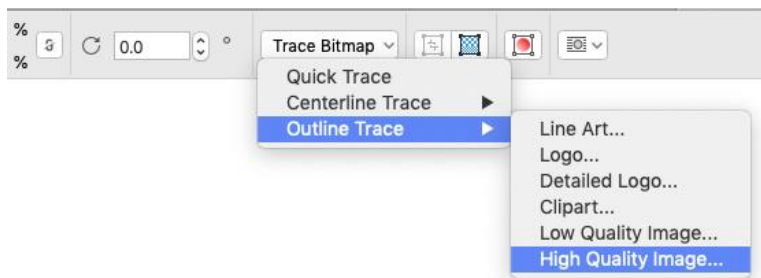 %
%
0.0 °
Trace Bitmap
Quick Trace
Centerline Trace
Outline Trace
Line Art...
Logo...
Detailed Logo...
Clipart...
Low Quality Image...
High Quality Image...